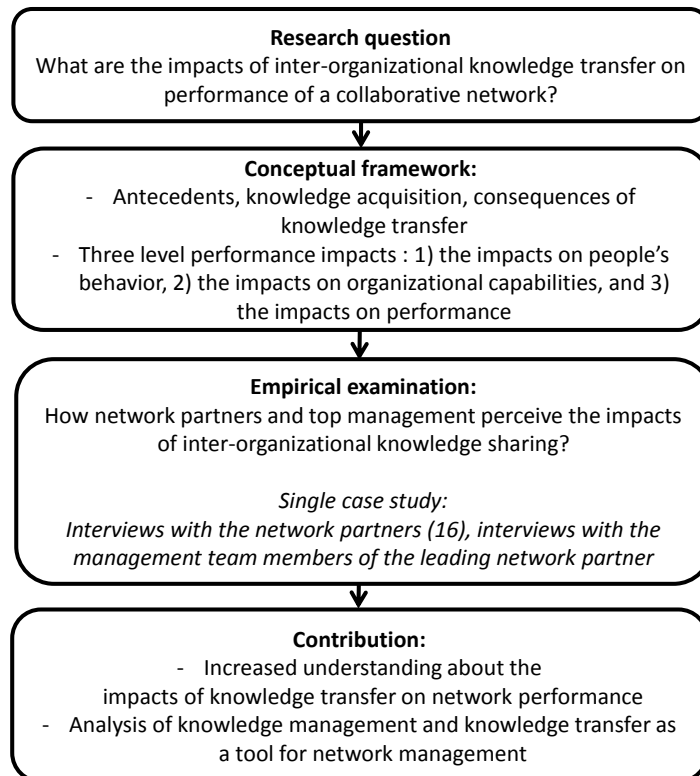 Research question
What are the impacts of inter-organizational knowledge transfer on
performance of a collaborative network?
Conceptual framework:
- Antecedents, knowledge acquisition, consequences of
knowledge transfer
- Three level performance impacts : 1) the impacts on people's
behavior, 2) the impacts on organizational capabilities, and 3)
the impacts on performance
Empirical examination:
How network partners and top management perceive the impacts
of inter-organizational knowledge sharing?
Single case study:
Interviews with the network partners (16), interviews with the
management team members of the leading network partner
Contribution:
- Increased understanding about the
impacts of knowledge transfer on network performance
- Analysis of knowledge management and knowledge transfer as
a tool for network management